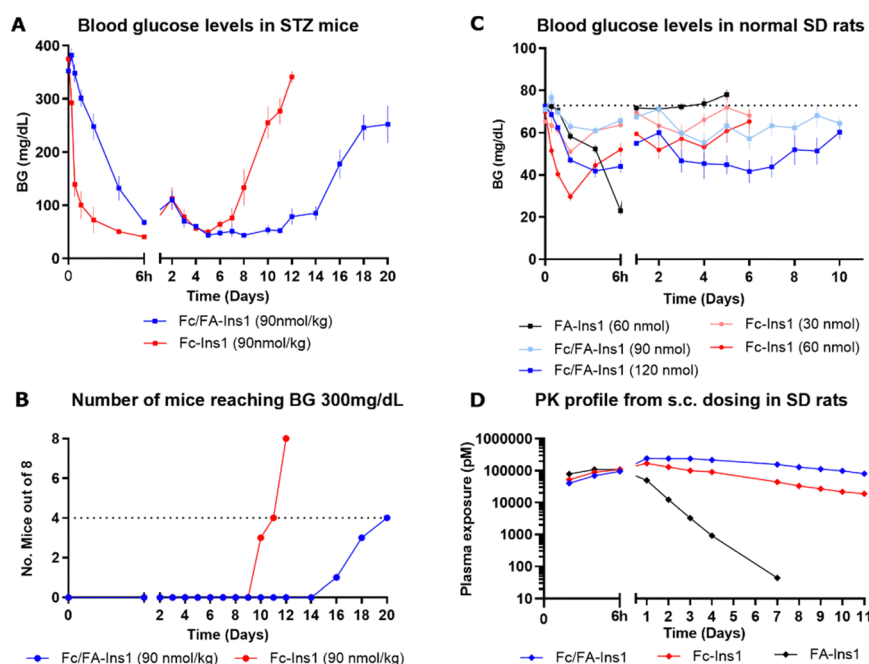 A
Blood glucose levels in STZ mice
400
300
200
100
0
BG (mg/dL)
0
6h
2
4
6
8
10
12
14
16
18
20
Time (Days)
Fc/FA-Ins1 (90nmol/kg)
Fc-Ins1 (90nmol/kg)
C
Blood glucose levels in normal SD rats
100
80
60
40
20
0
BG (mg/dL)
0
6h
2
4
6
8
10
Time (Days)
FA-Ins1 (60 nmol)
Fc/FA-Ins1 (90 nmol)
Fc/FA-Ins1 (120 nmol)
Fc-Ins1 (30 nmol)
Fc-Ins1 (60 nmol)
B
Number of mice reaching BG 300mg/dL
8
6
4
2
0
No. Mice out of 8
0
2
4
6
8
10
12
14
16
18
20
Time (Days)
Fc/FA-Ins1 (90 nmol/kg)
Fc-Ins1 (90 nmol/kg)
D
PK profile from s.c. dosing in SD rats
1000000
100000
10000
1000
100
10
Plasma exposure (pM)
0
6h
1
2
3
4
5
6
7
8
9
10
11
Time (Days)
Fc/FA-Ins1
Fc-Ins1
FA-Ins1